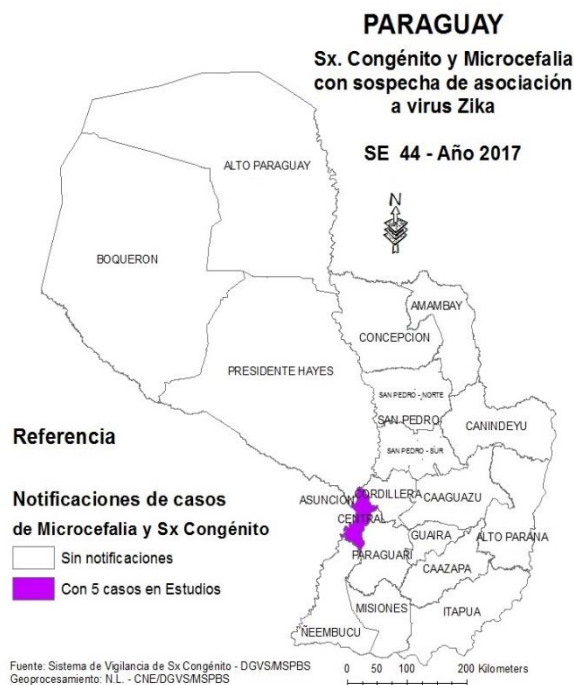 PARAGUAY
Sx. Congénito y Microcefalia
con sospecha de asociación
a virus Zika
SE 44 - Año 2017
N
ALTO PARAGUAY
BOQUERON
AMAMBAY
CONCEPCION
PRESIDENTE HAYES
SAN PEDRO - NORTE
SAN PEDRO
CANINDEYU
SAN PEDRO - SUR
Referencia
ASUNCION
CORDILLERA
CAAGUAZU
CENTRAL
Notificaciones de casos
de Microcefalia y Sx Congénito
GUAIRA
ALTO PARANA
PARAGUARI
CAAZAPA
Sin notificaciones
Con 5 casos en Estudios
MISIONES
ITAPUA
ÑEEMBUCU
Fuente: Sistema de Vigilancia de Sx Congénito - DGVS/MSPBS
Geoprocesamiento: N.L. - CNE/DGVS/MSPBS
0 50 100 200 Kilometers